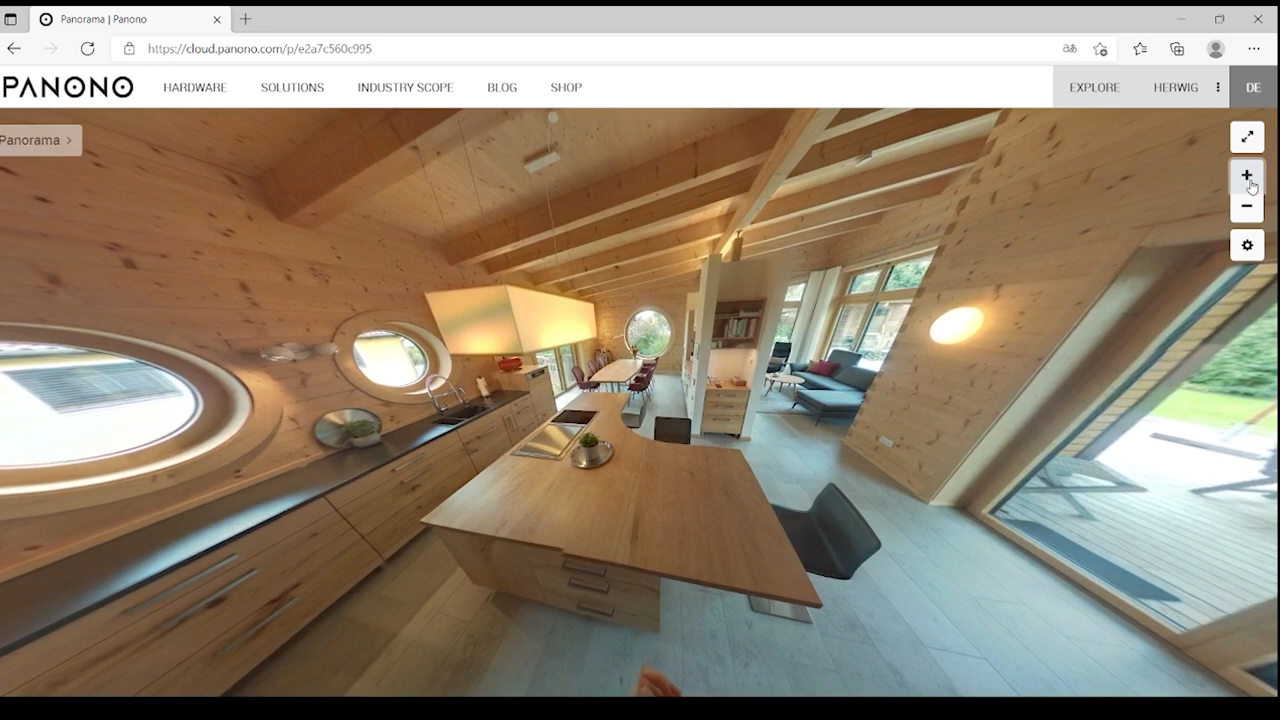 Panorama | Panono
https://cloud.panono.com/p/e2a7c560c995
PANONO HARDWARE SOLUTIONS INDUSTRY SCOPE BLOG SHOP EXPLORE HERWIG DE
Panorama